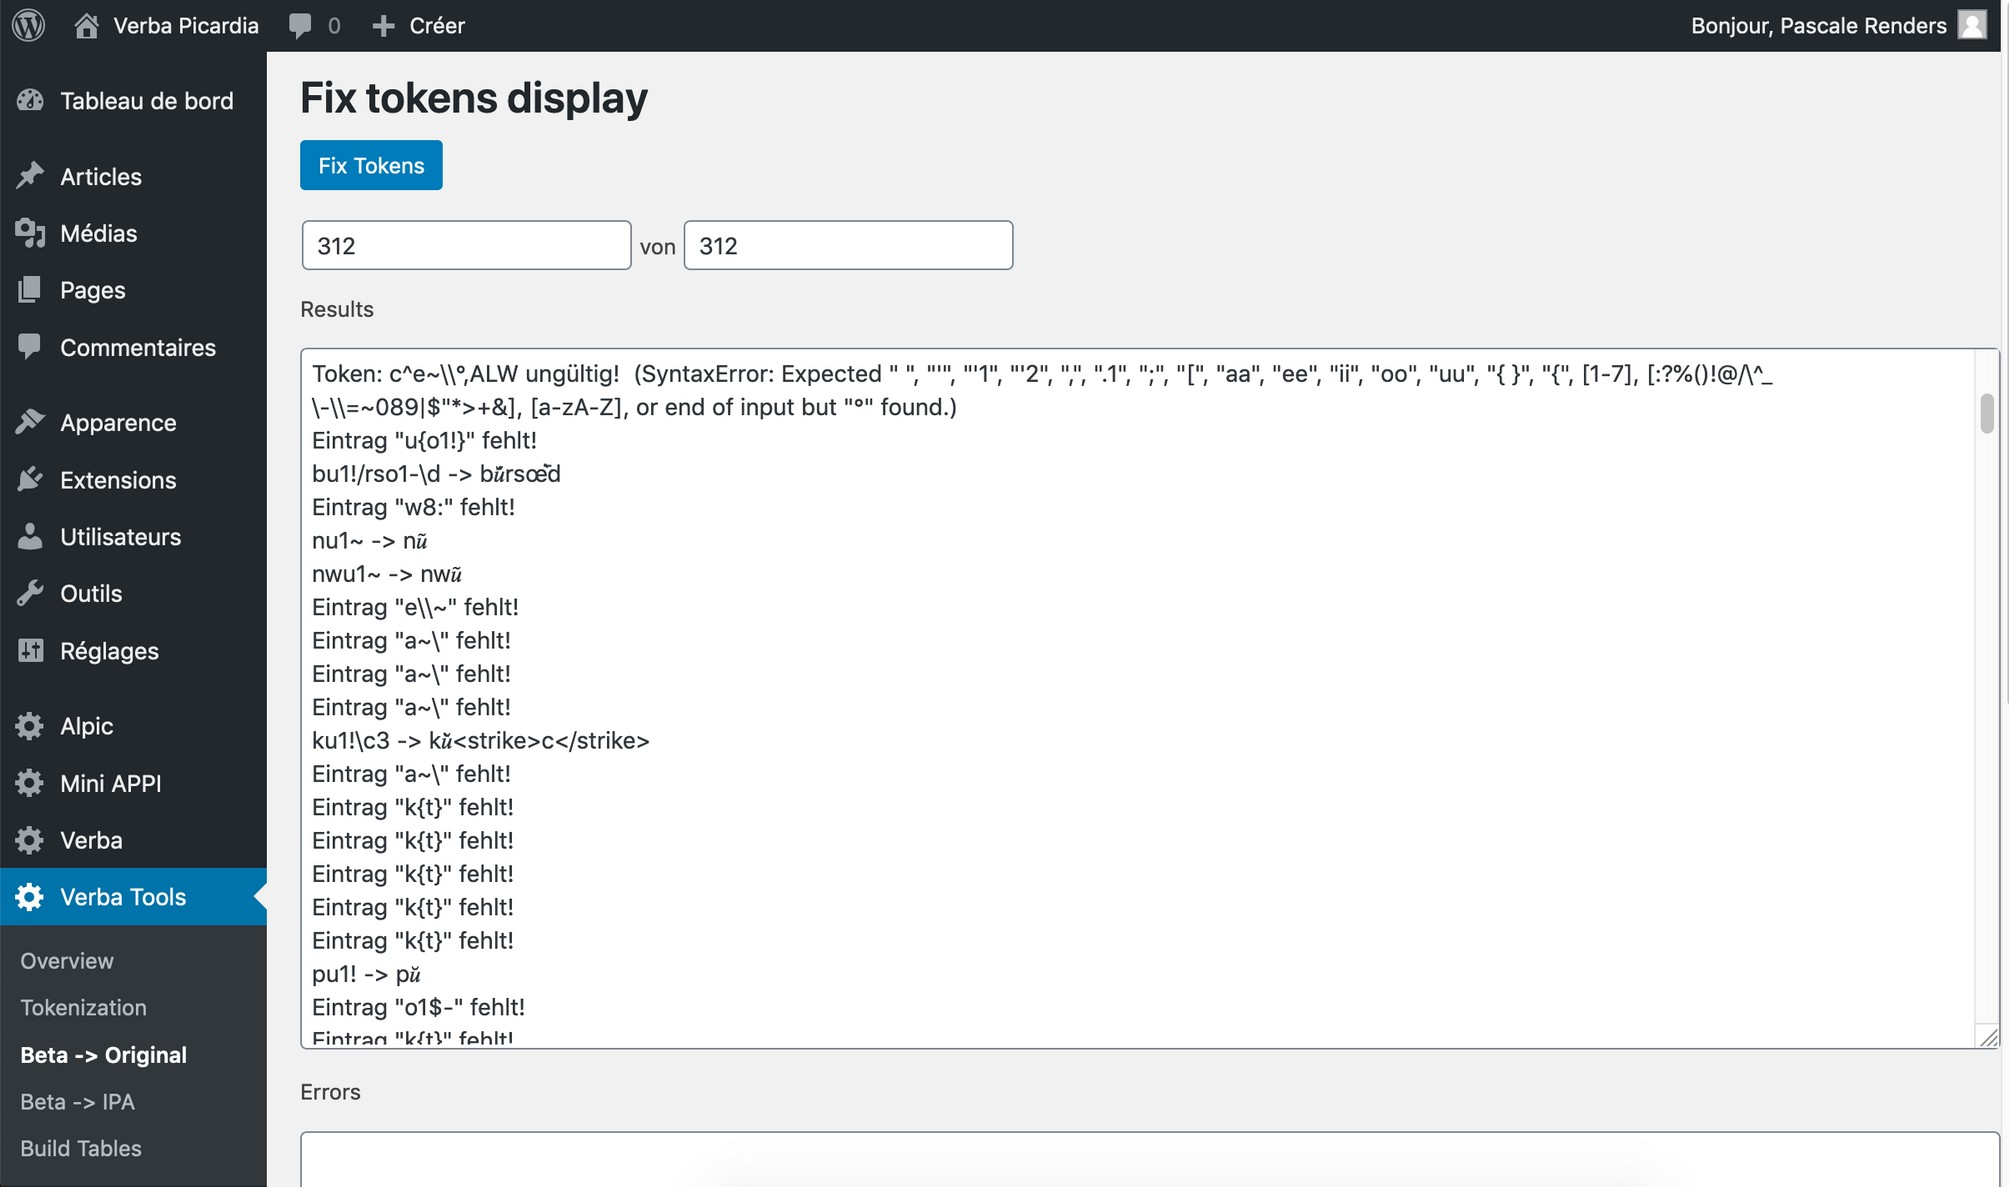 Verba Picardia 0 Créer Bonjour, Pascale Renders
Tableau de bord
Articles
Médias
Pages
Commentaires
Apparence
Extensions
Utilisateurs
Outils
Réglages
Alpic
Mini APPI
Verba
Verba Tools
Overview
Tokenization
Beta -> Original
Beta -> IPA
Build Tables
Fix tokens display
Fix Tokens
312 von 312
Results
Token: c^e~\\°,ALW ungültig!  (SyntaxError: Expected " ", "'", "'1", "'2", ",", ".1", ";", "[", "aa", "ee", "ii", "oo", "uu", "{ }", "{", [1-7], [:?%()!@/\^_
\-\\=~089|$"*>+&], [a-zA-Z], or end of input but "°" found.)
Eintrag "u{o1!}" fehlt!
bu1!/rso1-\d -> 
Eintrag "w8:" fehlt!
nu1~ -> nũ
nwu1~ -> nwũ
Eintrag "e\\~" fehlt!
Eintrag "a~\" fehlt!
Eintrag "a~\" fehlt!
Eintrag "a~\" fehlt!
ku1!\c3 -> kŭ̀<strike>c</strike>
Eintrag "a~\" fehlt!
Eintrag "k{t}" fehlt!
Eintrag "k{t}" fehlt!
Eintrag "k{t}" fehlt!
Eintrag "k{t}" fehlt!
Eintrag "k{t}" fehlt!
pu1! -> pŭ
Eintrag "o1$-" fehlt!
Eintrag "k{t}" fehlt!
Errors